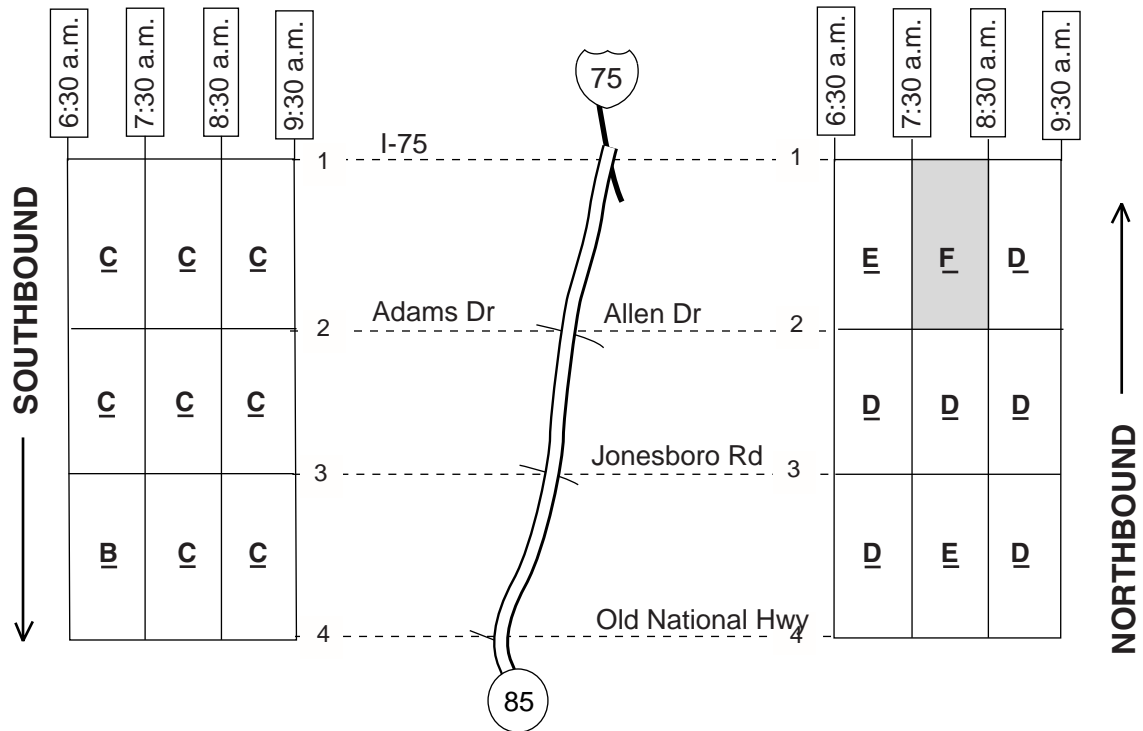 6:30 a.m.
7:30 a.m.
8:30 a.m.
9:30 a.m.
75
6:30 a.m.
7:30 a.m.
8:30 a.m.
9:30 a.m.
1
I-75
1
SOUTHBOUND
C C C
E F D
2
Adams Dr
Allen Dr
2
C C C
D D D
3
Jonesboro Rd
3
B C C
D E D
NORTHBOUND
4
Old National Hwy
4
85